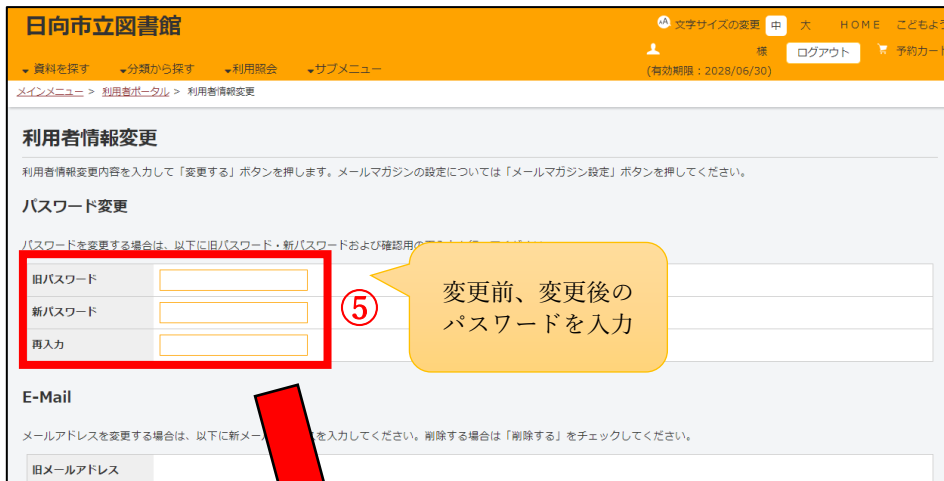 日向市立図書館
文字サイズの変更 中 大 HOME こどもよう
様 ログアウト 予約カート
資料を探す 分類から探す 利用照会 サブメニュー
(有効期限:2028/06/30)
メインメニュー > 利用者ポータル > 利用者情報変更
利用者情報変更
利用者情報変更内容を入力して「変更する」ボタンを押します。メールマガジンの設定については「メールマガジン設定」ボタンを押してください。
パスワード変更
パスワードを変更する場合は、以下に旧パスワード・新パスワードおよび確認用の
旧パスワード
新パスワード
再入力
⑤
変更前、変更後の
パスワードを入力
E-Mail
メールアドレスを変更する場合は、以下に新メー スを入力してください。削除する場合は「削除する」をチェックしてください。
旧メールアドレス